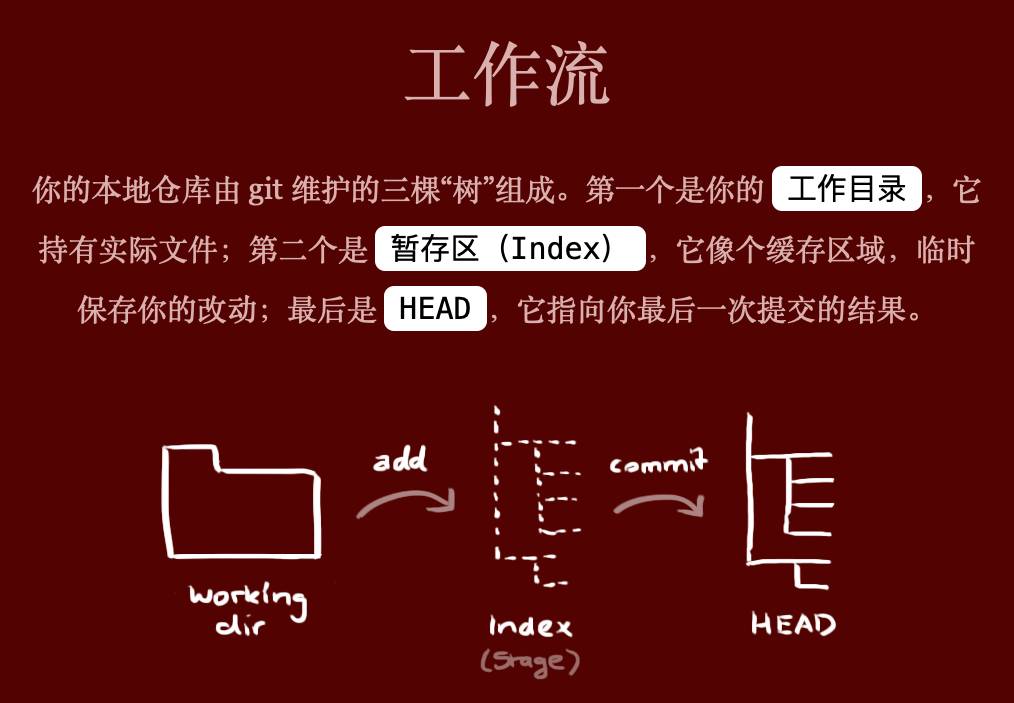 工作流
你的本地仓库由 git 维护的三棵“树”组成。第一个是你的 工作目录，它
持有实际文件；第二个是 暂存区（Index），它像个缓存区域，临时
保存你的改动；最后是 HEAD，它指向你最后一次提交的结果。
add
commit
working
dir
Index
(Stage)
HEAD